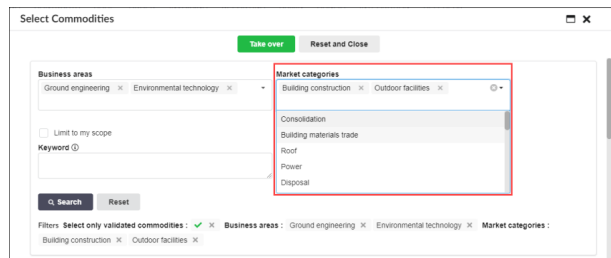 Select Commodities
Take over Reset and Close
Business areas Market categories
Ground engineering × Environmental technology × Building construction × Outdoor facilities ×
Consolidation
Limit to my scope Building materials trade
Keyword Roof
Power
Disposal
Search Reset
Filters Select only validated commodities : × Business areas : Ground engineering × Environmental technology × Market categories :
Building construction × Outdoor facilities ×